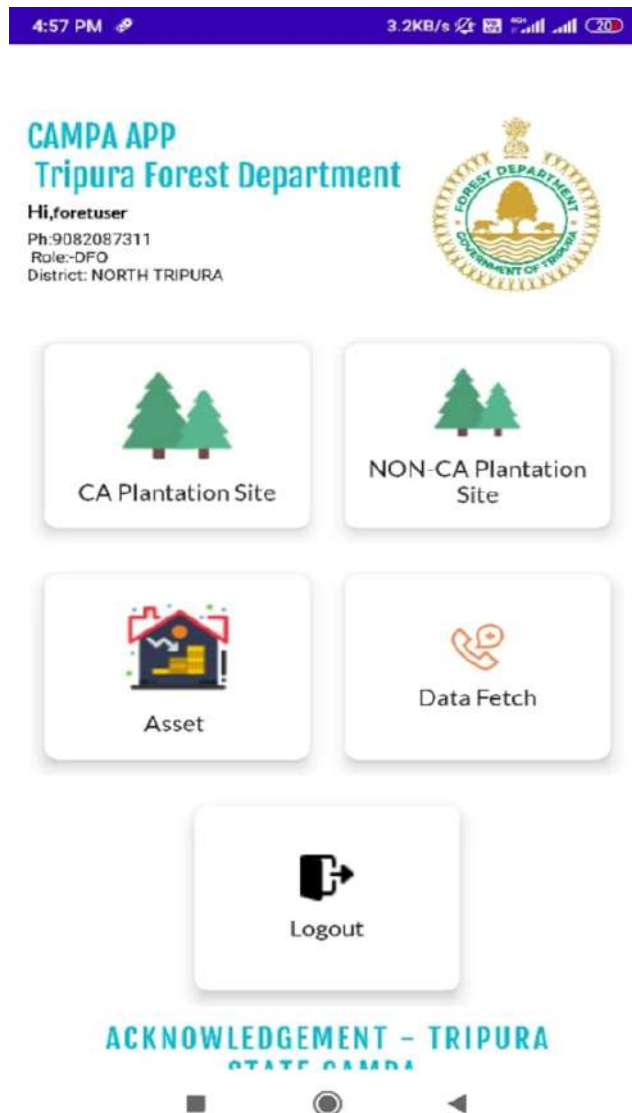 4:57 PM
3.2KB/s 20
CAMPA APP
Tripura Forest Department
Hi,foretuser
Ph:9082087311
Role:-DFO
District: NORTH TRIPURA
FOREST DEPARTMENT
GOVERNMENT OF TRIPURA
CA Plantation Site
NON-CA Plantation
Site
Asset
Data Fetch
Logout
ACKNOWLEDGEMENT – TRIPURA
STATE CAMPA